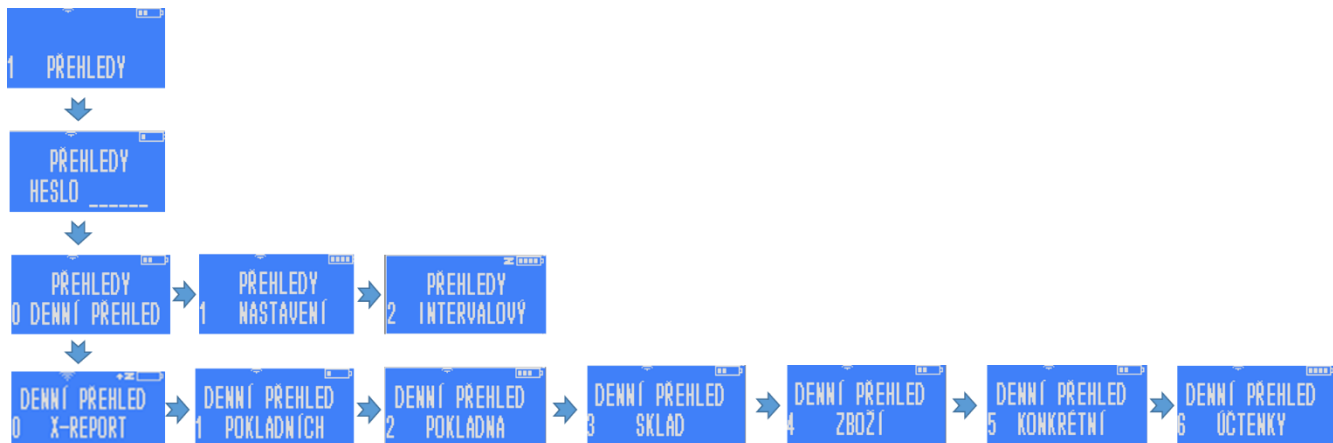 1 PŘEHLEDY
PŘEHLEDY
HESLO ______
PŘEHLEDY
0 DENNÍ PŘEHLED
PŘEHLEDY
1 NASTAVENÍ
N
PŘEHLEDY
2 INTERVALOVÝ
+N
DENNÍ PŘEHLED
0 X-REPORT
DENNÍ PŘEHLED
1 POKLADNÍCH
DENNÍ PŘEHLED
2 POKLADNA
DENNÍ PŘEHLED
3 SKLAD
DENNÍ PŘEHLED
4 ZBOŽÍ
DENNÍ PŘEHLED
5 KONKRÉTNÍ
DENNÍ PŘEHLED
6 ÚČTENKY